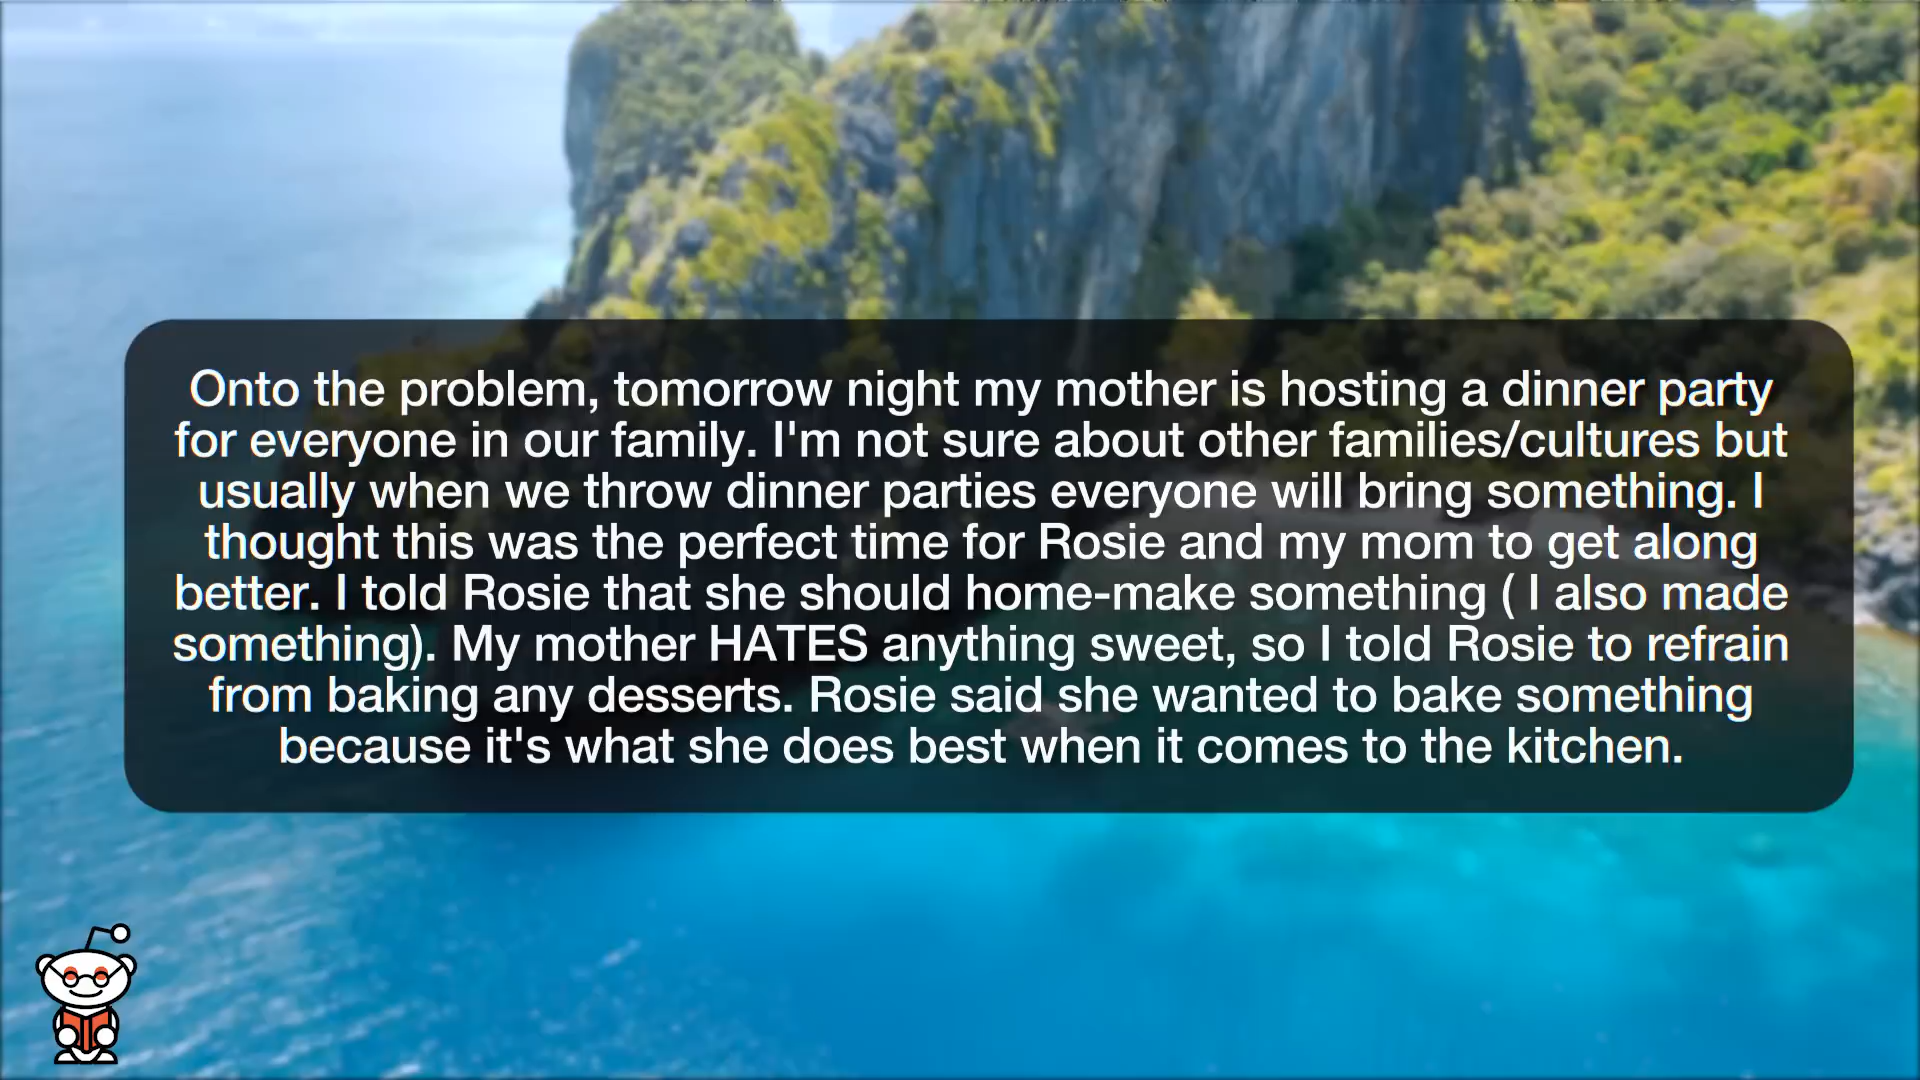 Onto the problem, tomorrow night my mother is hosting a dinner party
for everyone in our family. I'm not sure about other families/cultures but
usually when we throw dinner parties everyone will bring something. I
thought this was the perfect time for Rosie and my mom to get along
better. I told Rosie that she should home-make something ( I also made
something). My mother HATES anything sweet, so I told Rosie to refrain
from baking any desserts. Rosie said she wanted to bake something
because it's what she does best when it comes to the kitchen.